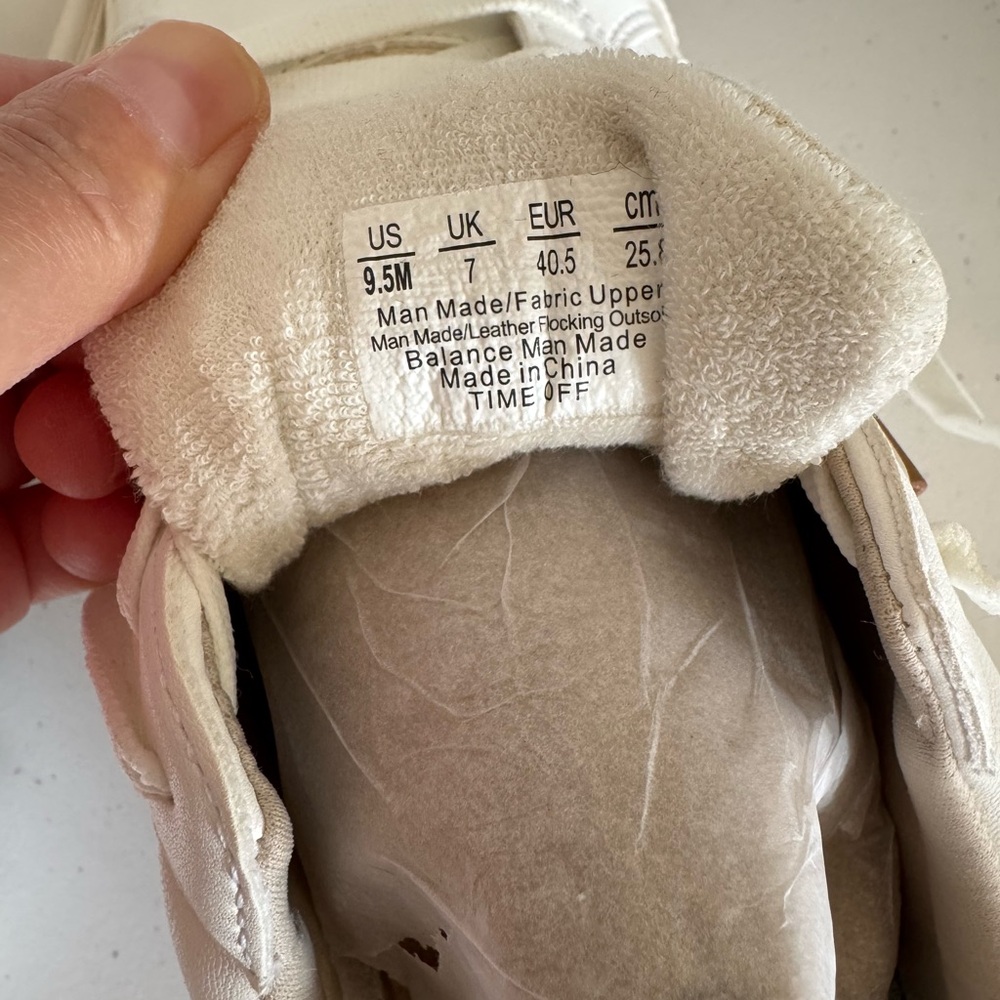 US UK EUR cm
9.5M 7 40.5 25.8
Man Made/Fabric Upper
Man Made/Leather Flocking
Balance Man Made
Made in China
TIME OFF